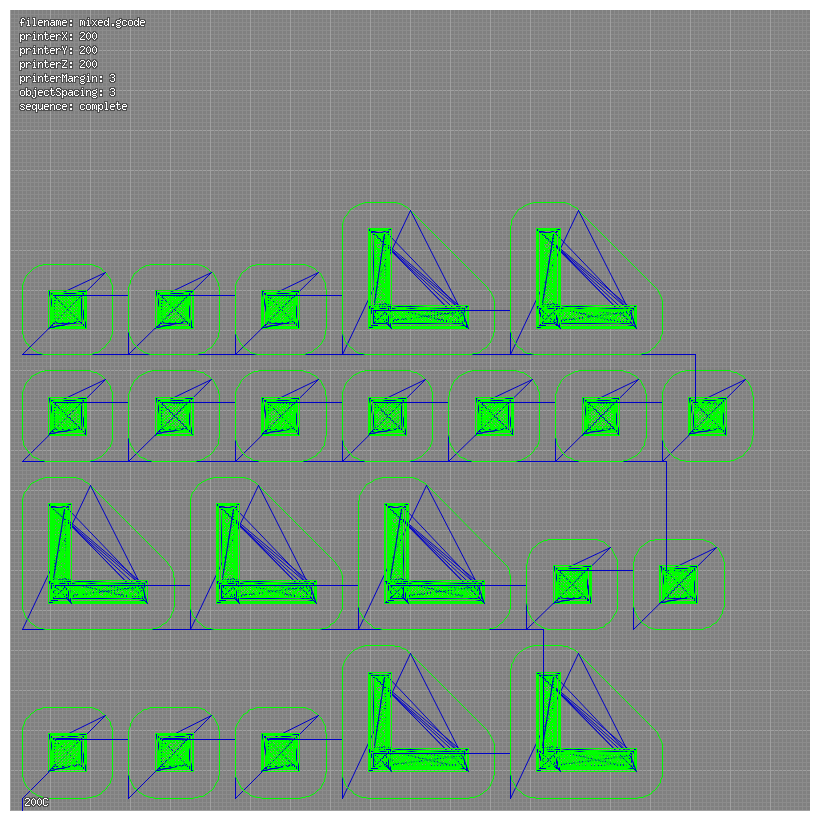 filename: mixed.gcode
printerX: 200
printerY: 200
printerZ: 200
printerMargin: 3
objectSpacing: 3
sequence: complete
200C